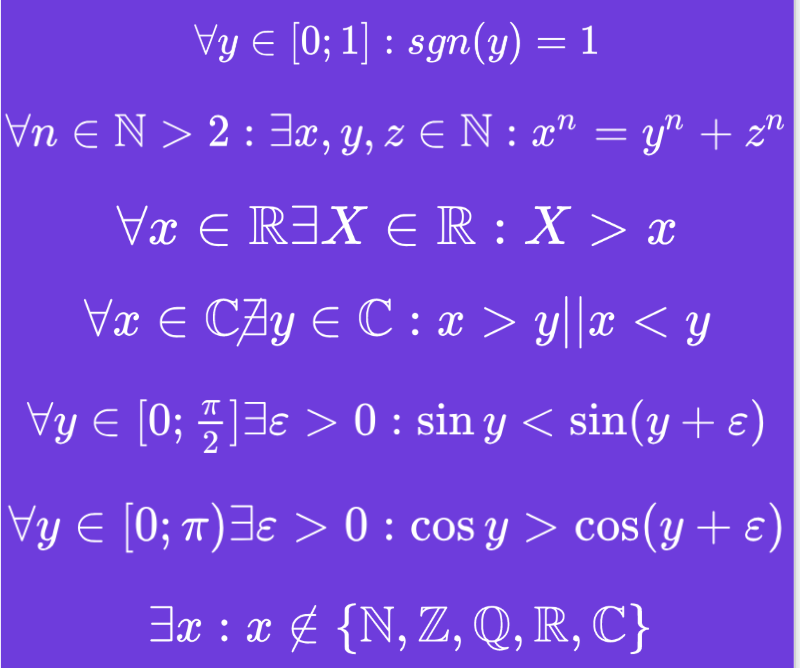 ∀y ∈ [0; 1] : sgn(y) = 1
∀n ∈ ℕ > 2 : ∃x, y, z ∈ ℕ : xⁿ = yⁿ + zⁿ
∀x ∈ ℝ∃X ∈ ℝ : X > x
∀x ∈ ℂ∄y ∈ ℂ : x > y||x < y
∀y ∈ [0; π/2]∃ε > 0 : sin y < sin(y + ε)
∀y ∈ [0; π)∃ε > 0 : cos y > cos(y + ε)
∃x : x ∉ {ℕ, ℤ, ℚ, ℝ, ℂ}